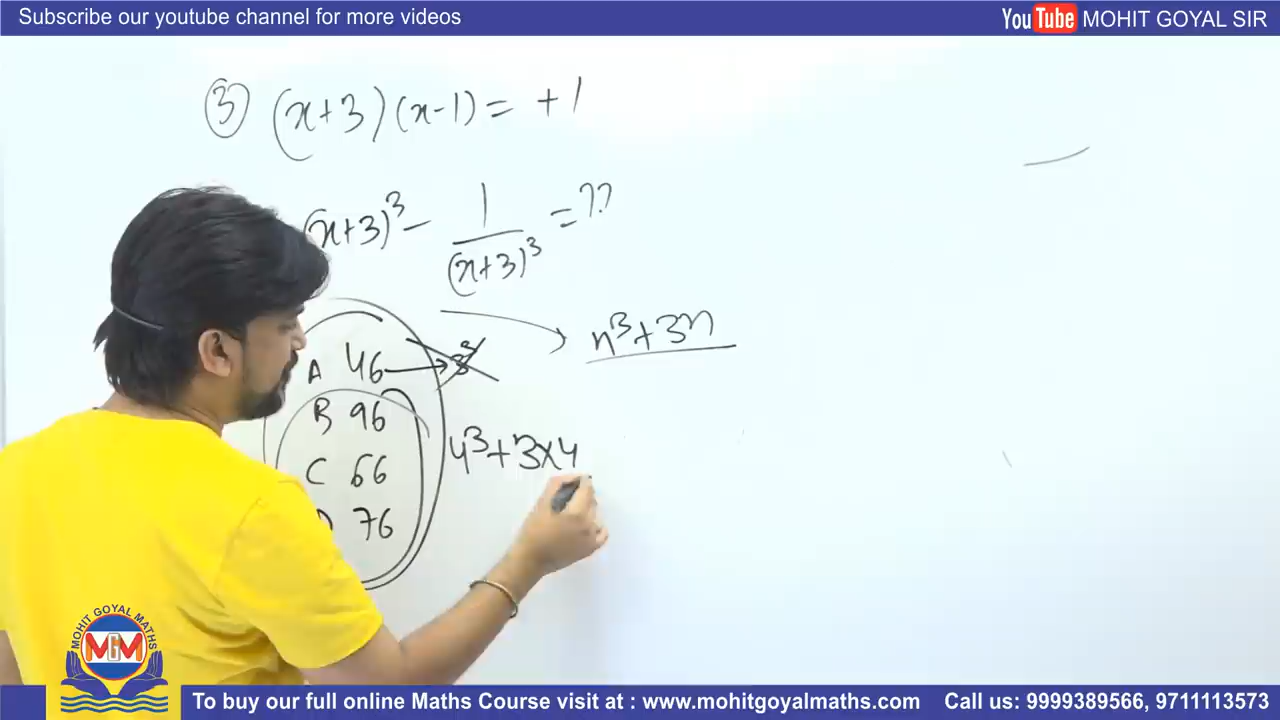 Subscribe our youtube channel for more videos
YouTube MOHIT GOYAL SIR
③ (x+3)(x-1) = +1
(x+3)³ - 1/(x+3)³ = ??
n³+3n
A 46
B 96
C 66
76
4³+3×4
MOHIT GOYAL MATHS
MGM
To buy our full online Maths Course visit at : www.mohitgoyalmaths.com Call us: 9999389566, 9711113573